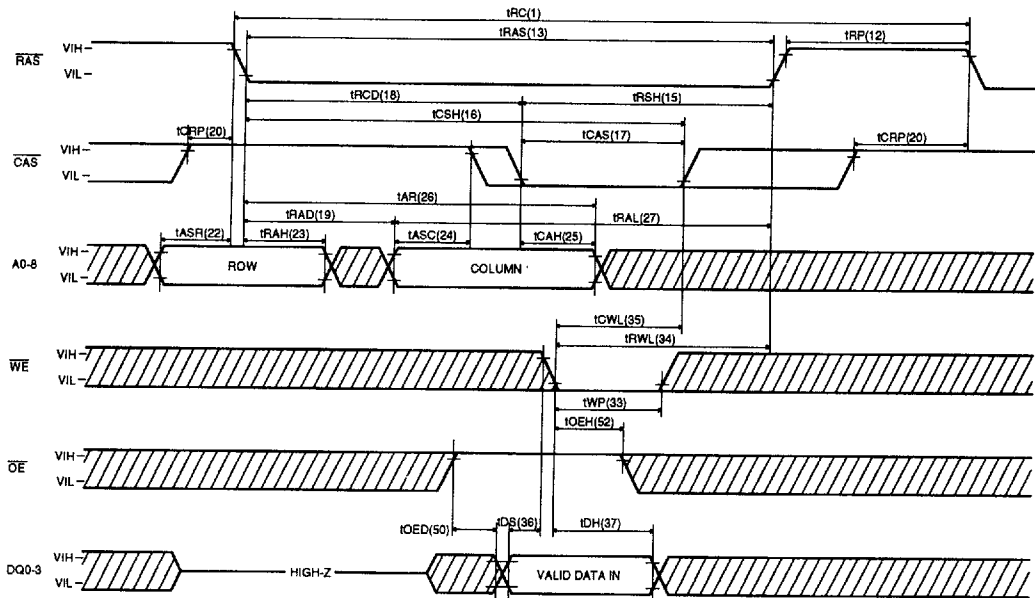 tRC(1)
tRAS(13)
tRP(12)
RAS
VIH
VIL
tRCD(18)
tRSH(15)
tCSH(16)
tCRP(20)
tCAS(17)
tCRP(20)
CAS
VIH
VIL
tAR(26)
tRAD(19)
tRAL(27)
tASR(22)
tRAH(23)
tASC(24)
tCAH(25)
A0-8
VIH
VIL
ROW
COLUMN
tCWL(35)
tRWL(34)
WE
VIH
VIL
tWP(33)
tOEH(52)
OE
VIH
VIL
tOED(50)
tDS(36)
tDH(37)
DQ0-3
VIH
VIL
HIGH-Z
VALID DATA IN